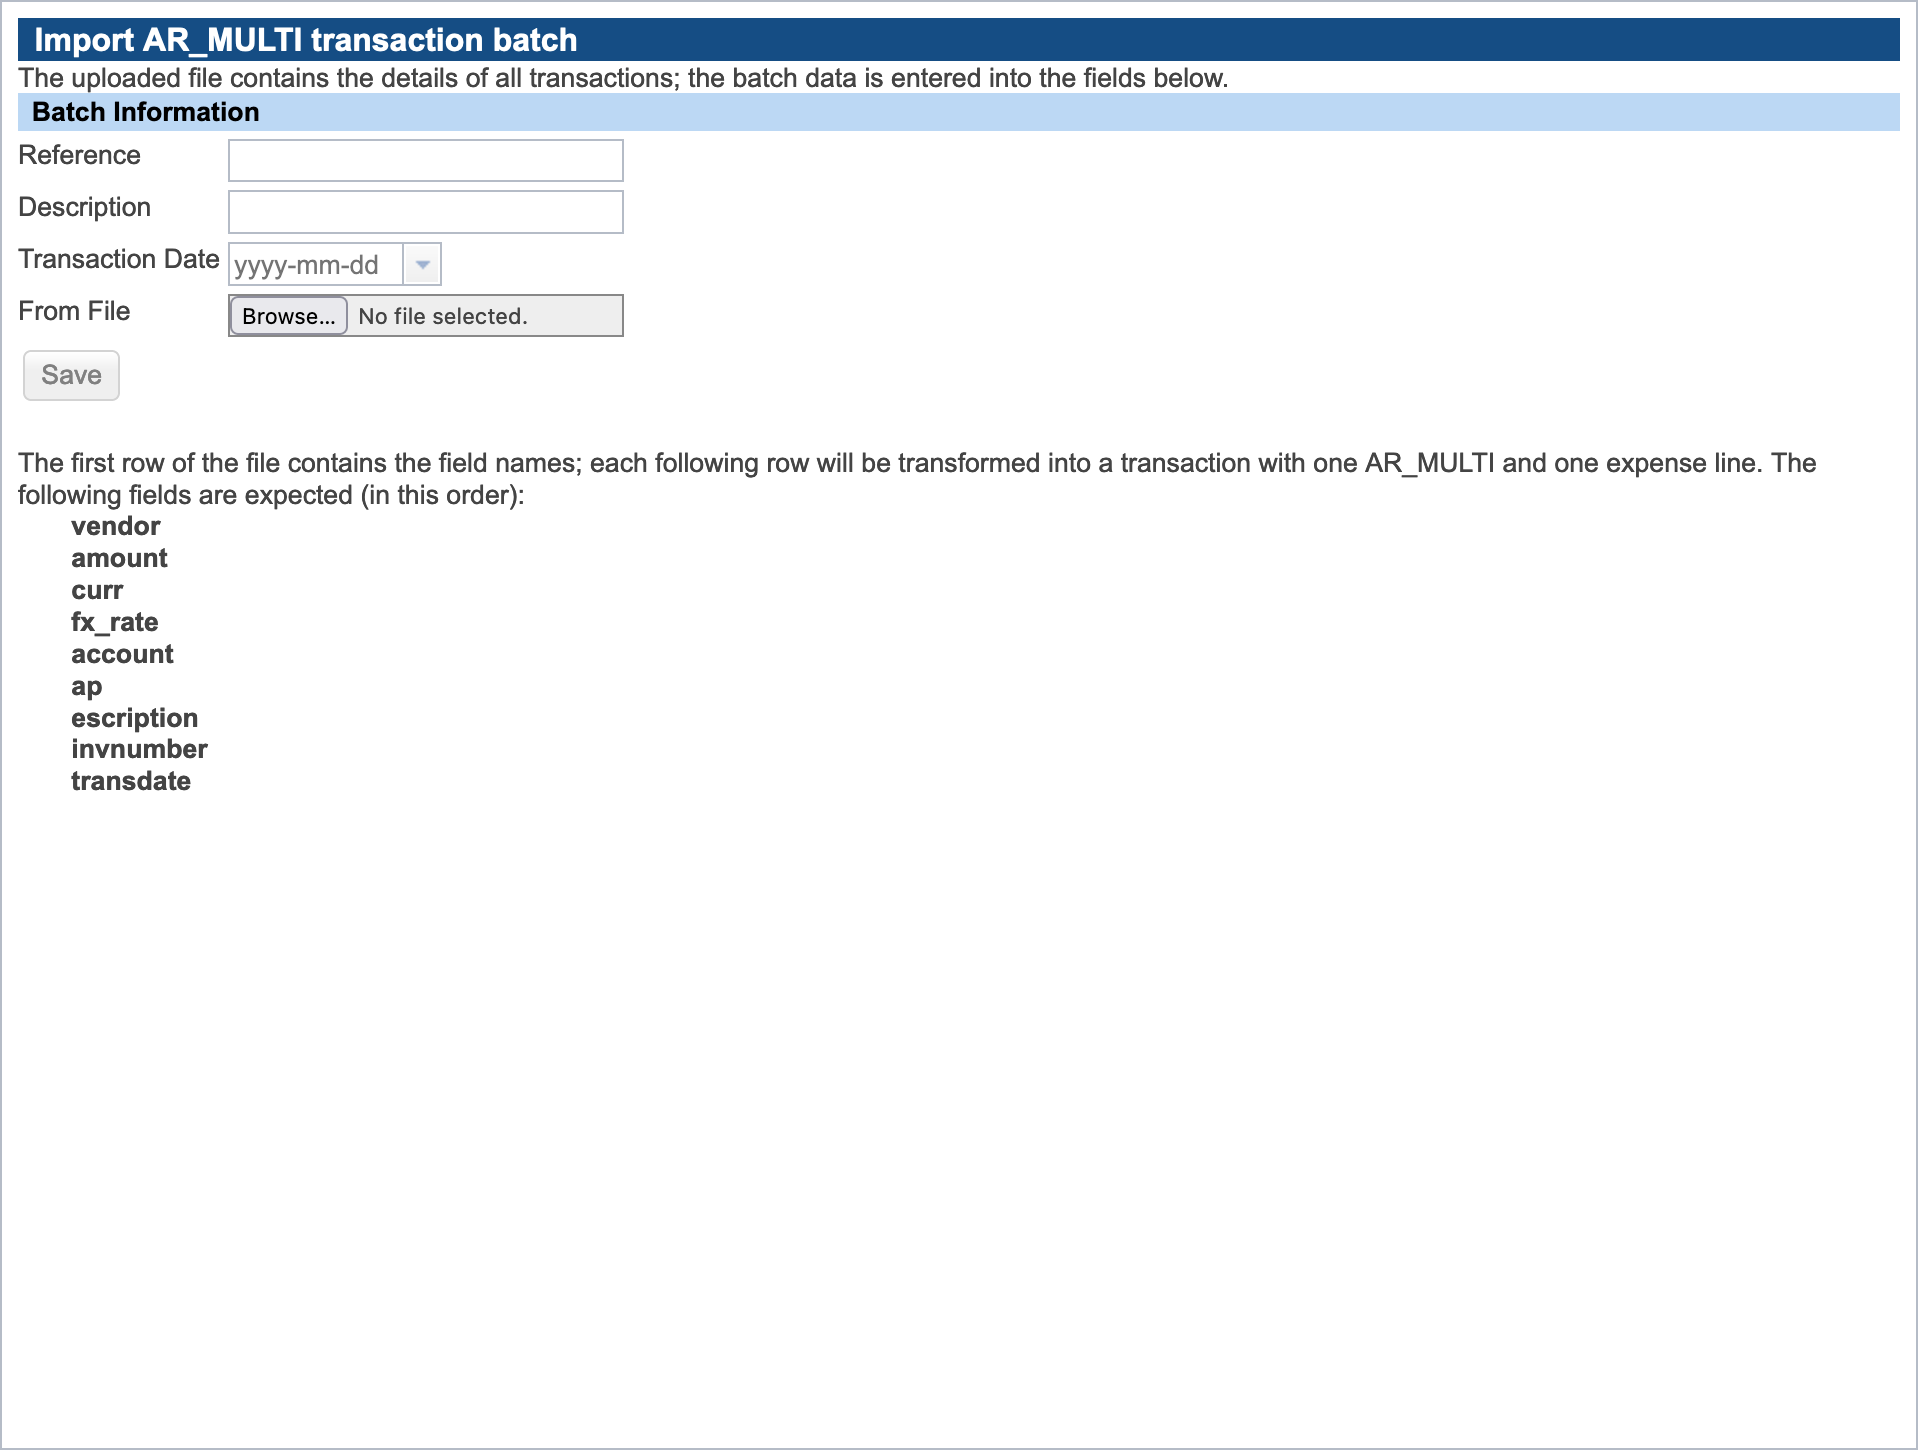 Import AR_MULTI transaction batch
The uploaded file contains the details of all transactions; the batch data is entered into the fields below.
Batch Information
Reference
Description
Transaction Date yyyy-mm-dd
From File Browse... No file selected.
Save
The first row of the file contains the field names; each following row will be transformed into a transaction with one AR_MULTI and one expense line. The
following fields are expected (in this order):
vendor
amount
curr
fx_rate
account
ap
escription
invnumber
transdate